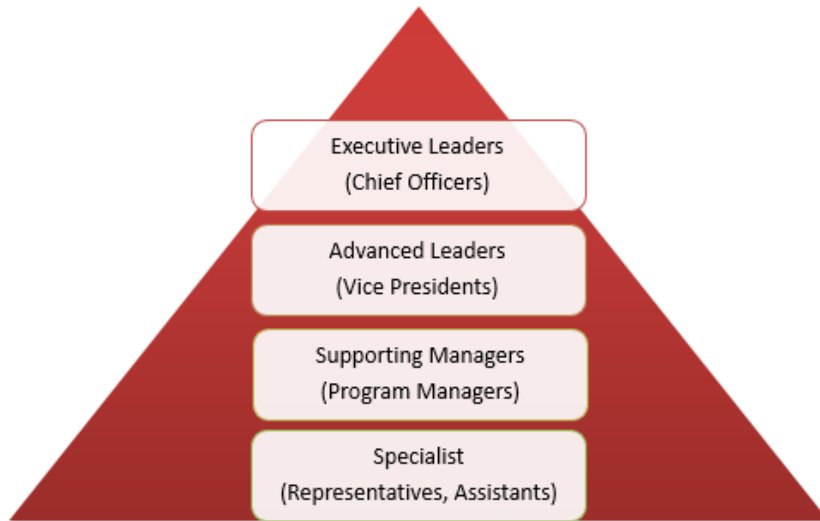 Executive Leaders
(Chief Officers)
Advanced Leaders
(Vice Presidents)
Supporting Managers
(Program Managers)
Specialist
(Representatives, Assistants)